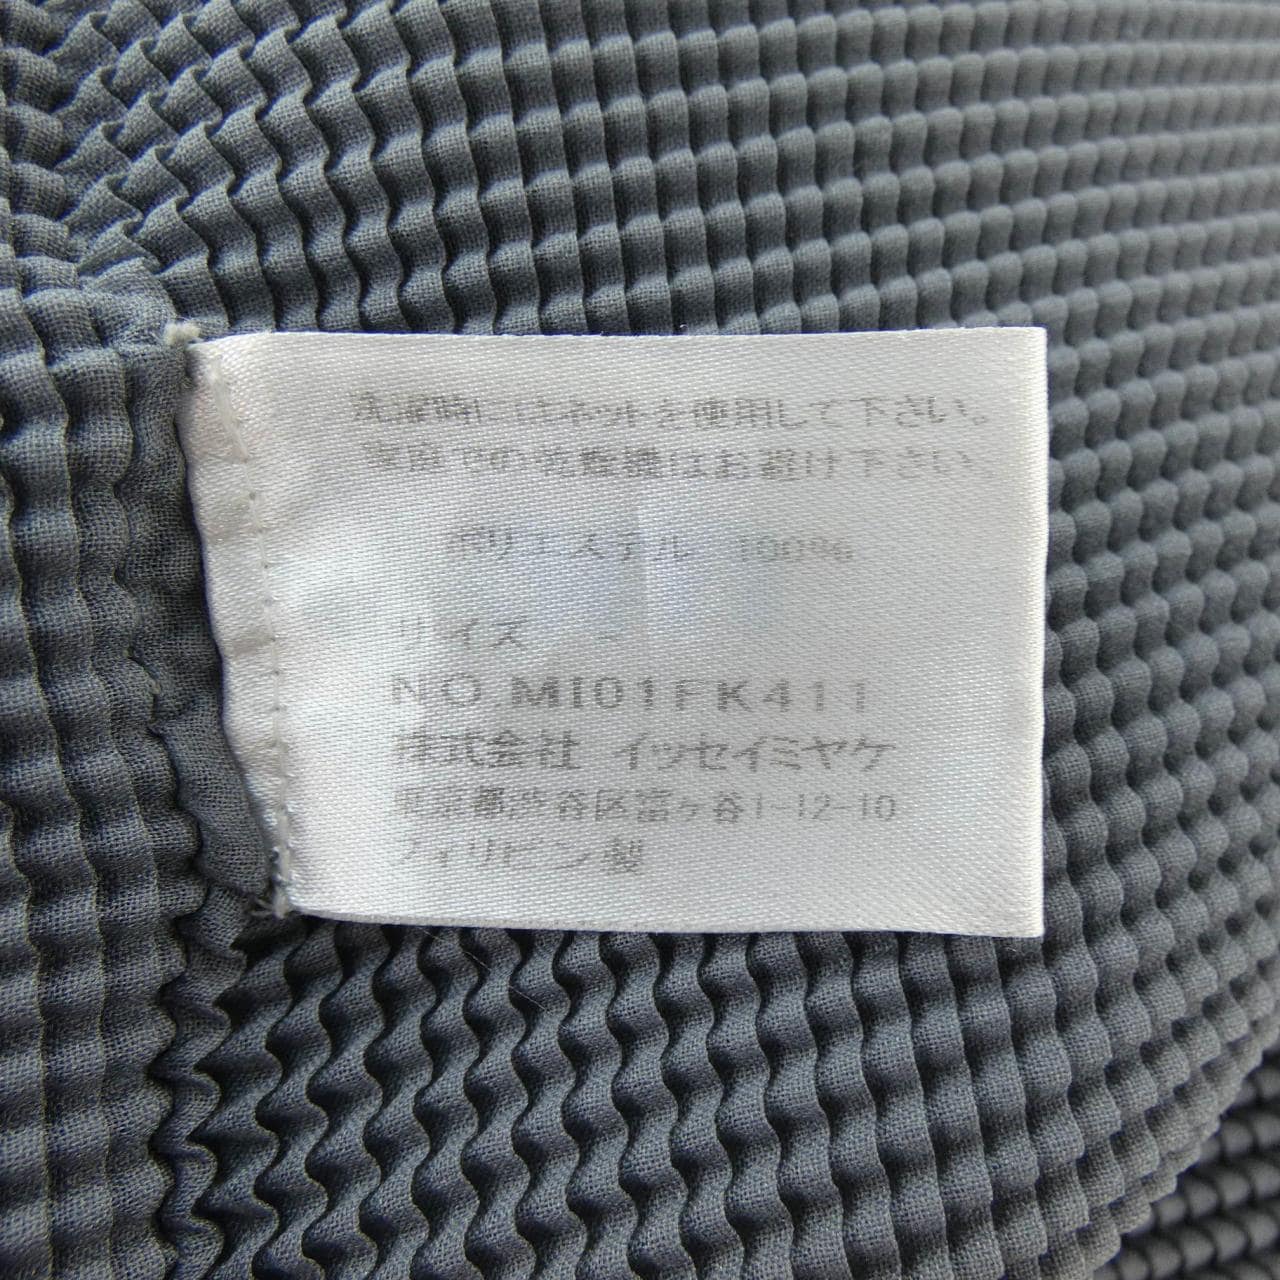 洗濯時にはネットを使用して下さい。
家庭での乾燥機はお避け下さい。
ポリエステル 100%
サイズ -
NO.MI01FK411
株式会社 イッセイミヤケ
東京都渋谷区富ヶ谷1-12-10
フィリピン製